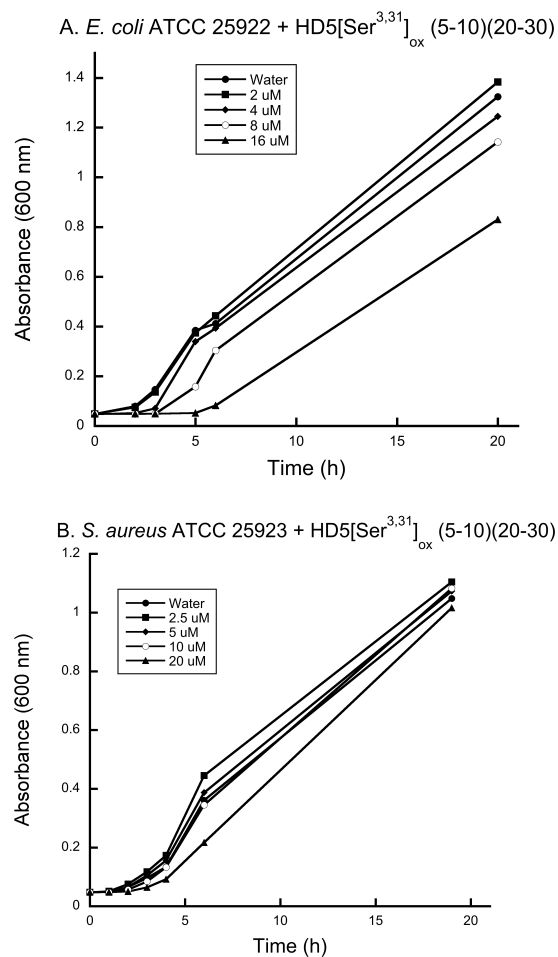 A. E. coli ATCC 25922 + HD5[Ser3,31]ox (5-10)(20-30)
Water
2 uM
4 uM
8 uM
16 uM
1.4
1.2
1
0.8
0.6
0.4
0.2
0
Absorbance (600 nm)
0 5 10 15 20
Time (h)
B. S. aureus ATCC 25923 + HD5[Ser3,31]ox (5-10)(20-30)
Water
2.5 uM
5 uM
10 uM
20 uM
1.2
1
0.8
0.6
0.4
0.2
0
Absorbance (600 nm)
0 5 10 15 20
Time (h)